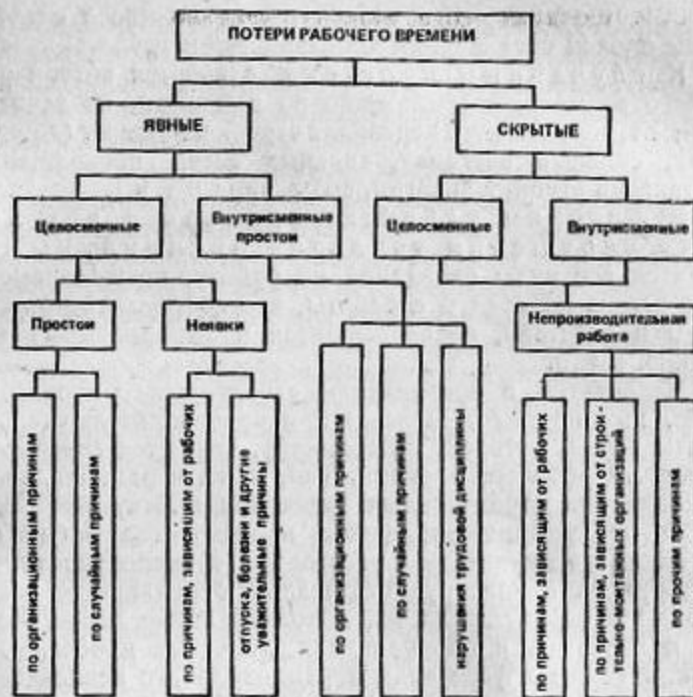 ПОТЕРИ РАБОЧЕГО ВРЕМЕНИ
ЯВНЫЕ
СКРЫТЫЕ
Целосменные
Внутрисменные
простои
Целосменные
Внутрисменные
Простои
Неявки
Непроизводительная
работа
по организационным причинам
по случайным причинам
по причинам, зависящим от рабочих
отпуска, болезни и другие
уважительные причины
по организационным причинам
по случайным причинам
нарушения трудовой дисциплины
по причинам, зависящим от рабочих
по причинам, зависящим от строи-
тельно-монтажных организаций
по прочим причинам